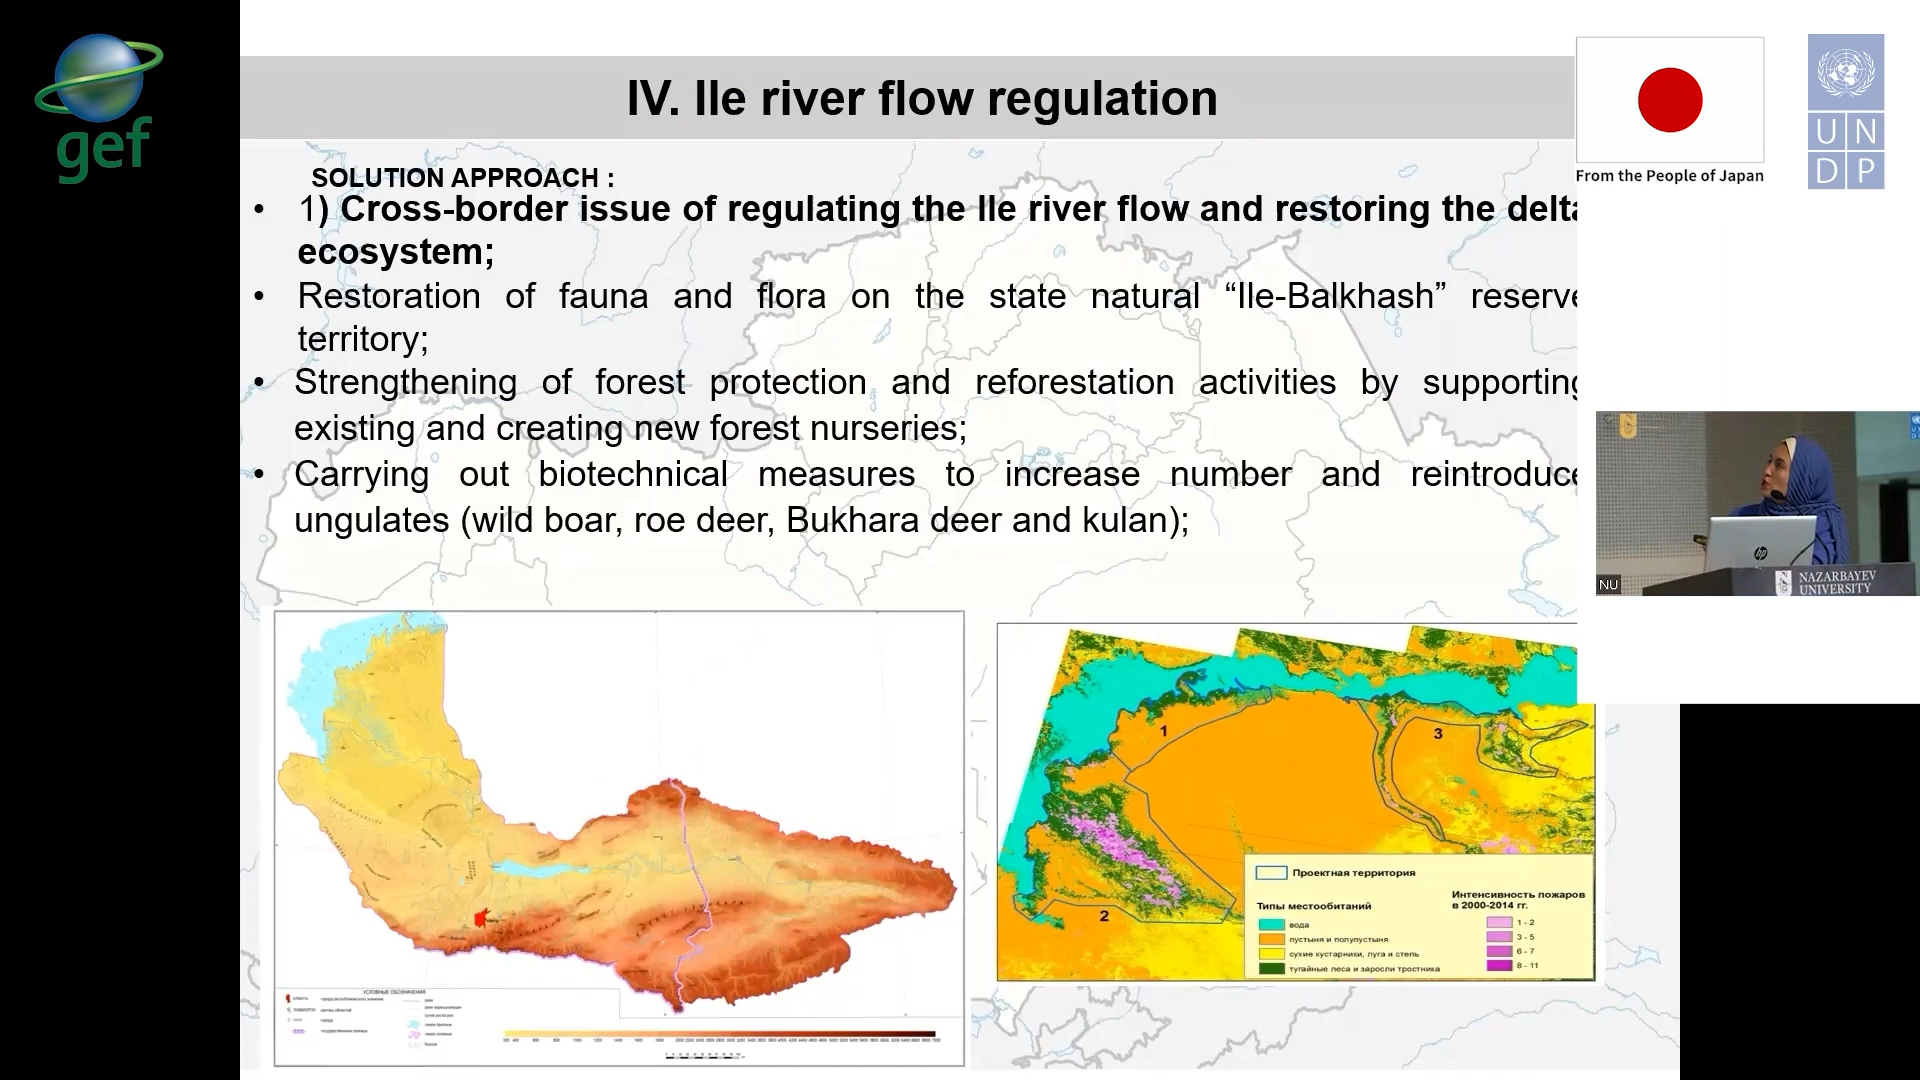 gef
IV. Ile river flow regulation
From the People of Japan
U N
D P
SOLUTION APPROACH :
• 1) Cross-border issue of regulating the Ile river flow and restoring the delta
ecosystem;
• Restoration of fauna and flora on the state natural “Ile-Balkhash” reserve
territory;
• Strengthening of forest protection and reforestation activities by supporting
existing and creating new forest nurseries;
• Carrying out biotechnical measures to increase number and reintroduce
ungulates (wild boar, roe deer, Bukhara deer and kulan);
hp
NU
NAZARBAYEV
UNIVERSITY
1
2
3
Проектная территория
Типы местообитаний
вода
пустыня и полупустыня
сухие кустарники, луга и степь
тугайные леса и заросли тростника
Интенсивность пожаров
в 2000-2014 гг.
1 - 2
3 - 5
6 - 7
8 - 11
УСЛОВНЫЕ ОБОЗНАЧЕНИЯ